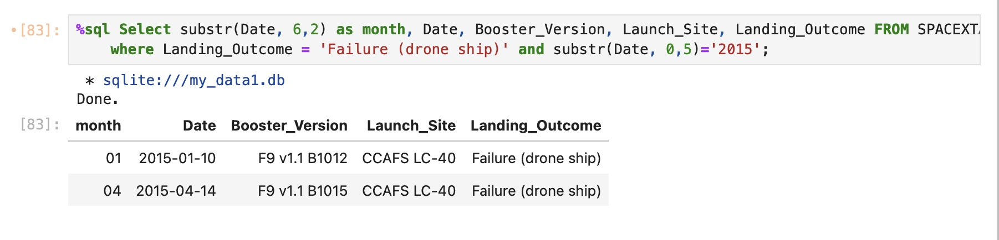 [83]: %sql Select substr(Date, 6,2) as month, Date, Booster_Version, Launch_Site, Landing_Outcome FROM SPACEXT
where Landing_Outcome = 'Failure (drone ship)' and substr(Date, 0,5)='2015';
* sqlite:///my_data1.db
Done.
[83]: month Date Booster_Version Launch_Site Landing_Outcome
01 2015-01-10 F9 v1.1 B1012 CCAFS LC-40 Failure (drone ship)
04 2015-04-14 F9 v1.1 B1015 CCAFS LC-40 Failure (drone ship)